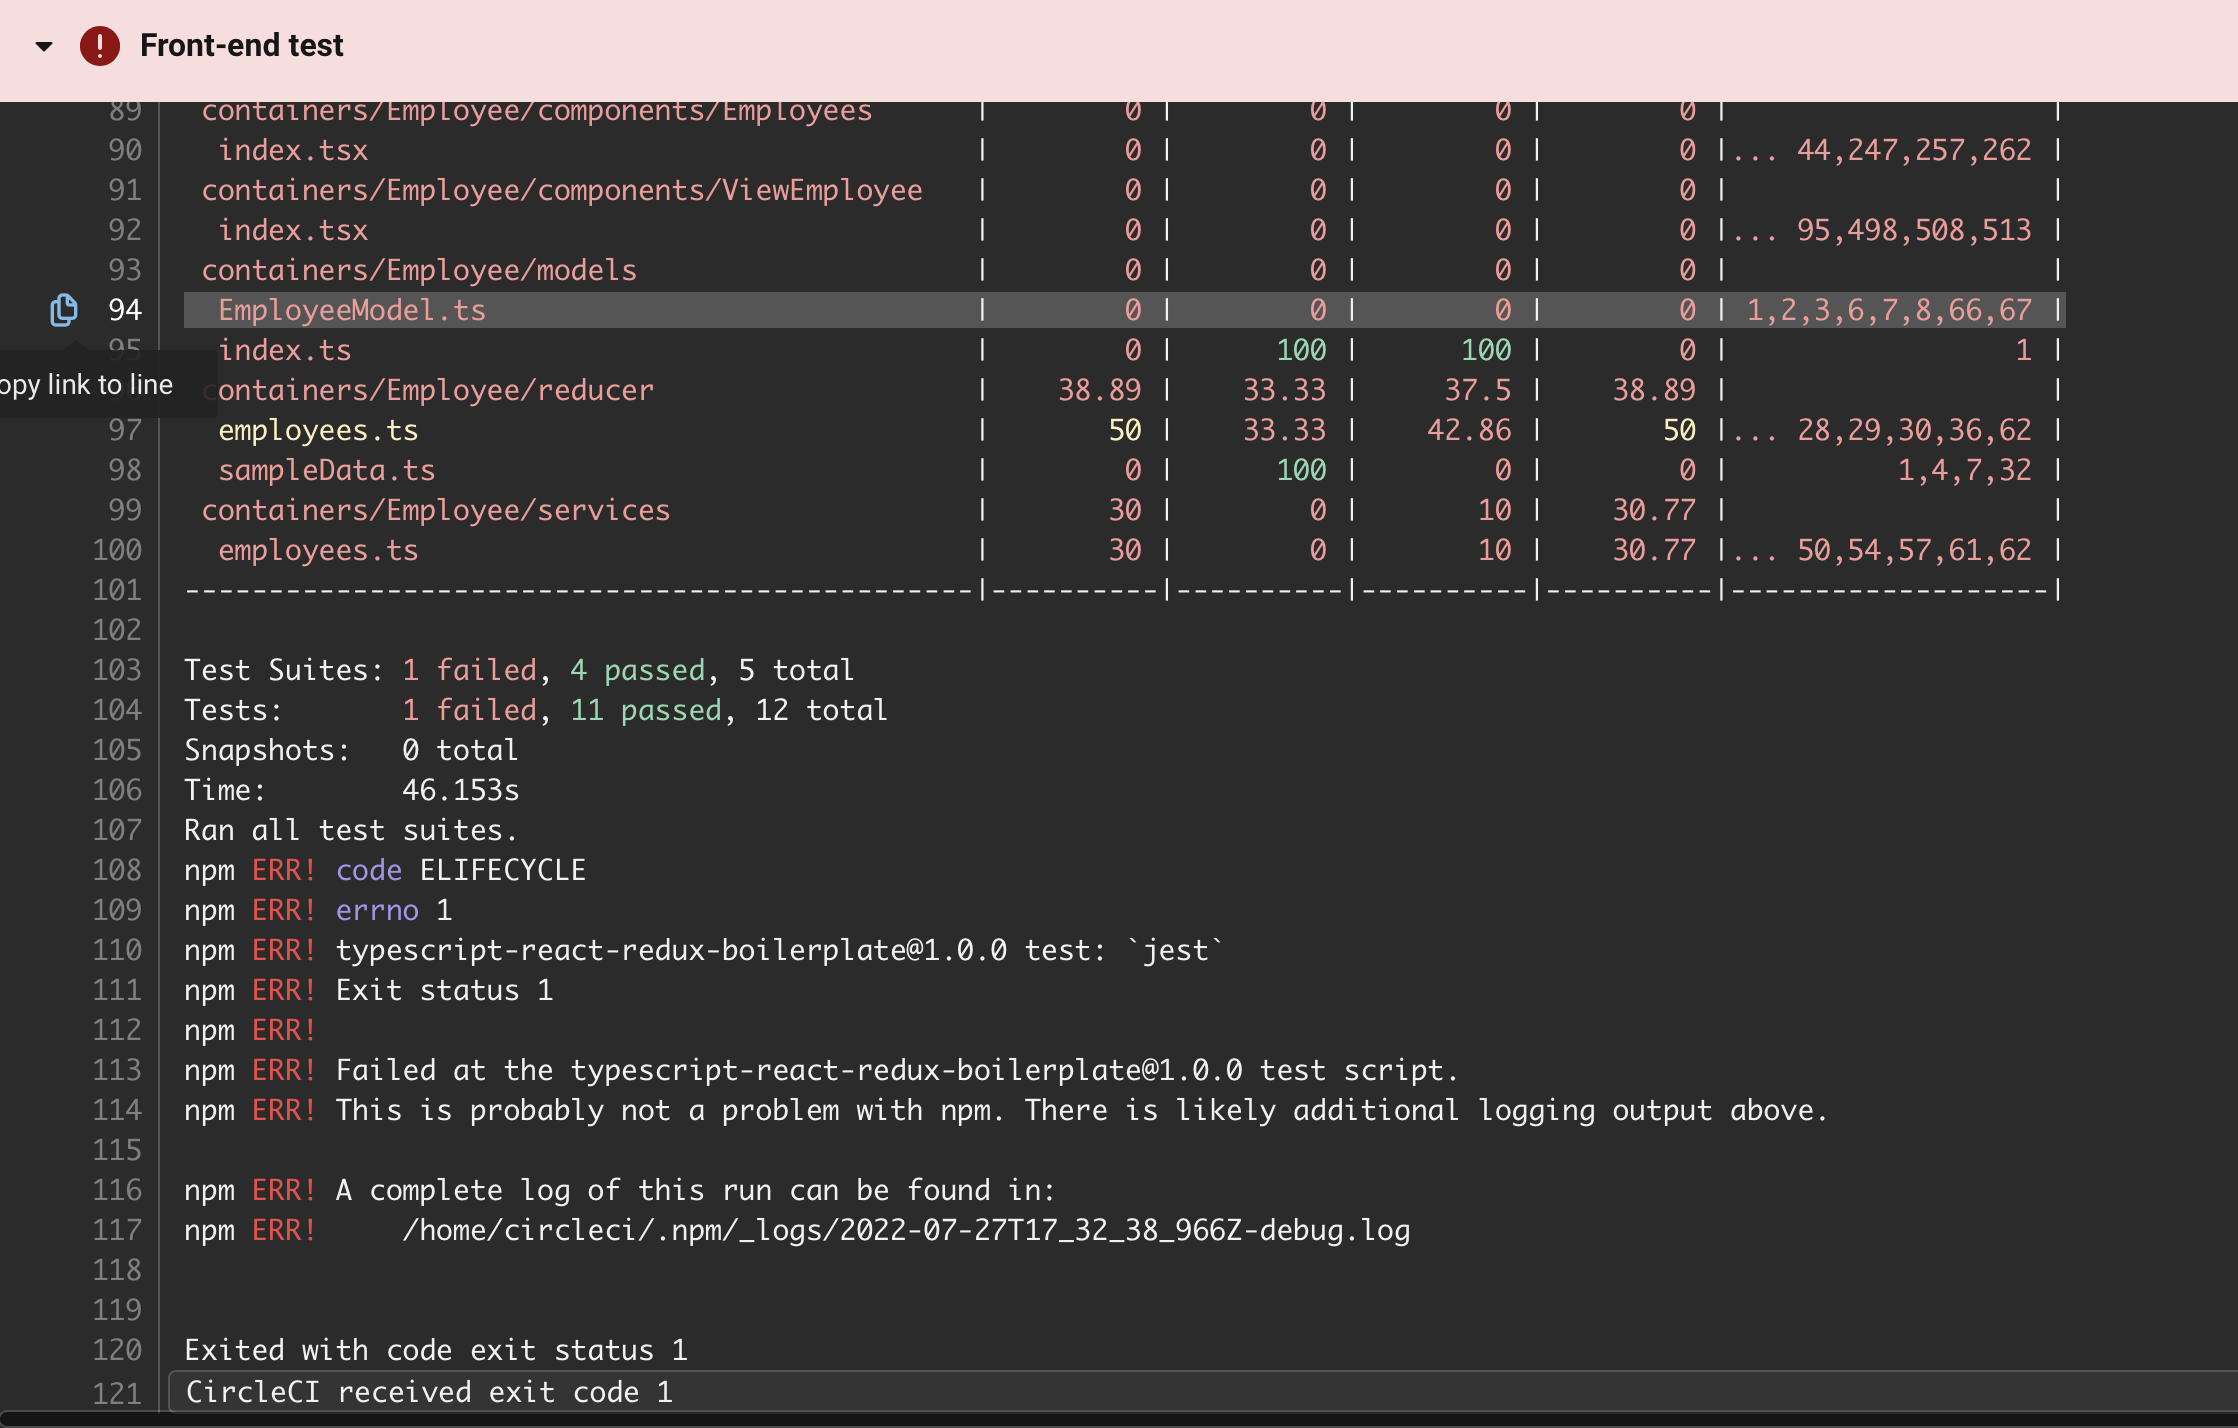 Front-end test
89 containers/Employee/components/Employees | 0 | 0 | 0 | 0 | |
90 index.tsx | 0 | 0 | 0 | 0 |... 44,247,257,262 |
91 containers/Employee/components/ViewEmployee | 0 | 0 | 0 | 0 | |
92 index.tsx | 0 | 0 | 0 | 0 |... 95,498,508,513 |
93 containers/Employee/models | 0 | 0 | 0 | 0 | |
94 EmployeeModel.ts | 0 | 0 | 0 | 0 | 1,2,3,6,7,8,66,67 |
95 index.ts | 0 | 100 | 100 | 0 | 1 |
opy link to line
containers/Employee/reducer | 38.89 | 33.33 | 37.5 | 38.89 | |
97 employees.ts | 50 | 33.33 | 42.86 | 50 |... 28,29,30,36,62 |
98 sampleData.ts | 0 | 100 | 0 | 0 | 1,4,7,32 |
99 containers/Employee/services | 30 | 0 | 10 | 30.77 | |
100 employees.ts | 30 | 0 | 10 | 30.77 |... 50,54,57,61,62 |
101 -----------------------------------------------|----------|----------|----------|----------|-------------------|
102
103 Test Suites: 1 failed, 4 passed, 5 total
104 Tests: 1 failed, 11 passed, 12 total
105 Snapshots: 0 total
106 Time: 46.153s
107 Ran all test suites.
108 npm ERR! code ELIFECYCLE
109 npm ERR! errno 1
110 npm ERR! typescript-react-redux-boilerplate@1.0.0 test: `jest`
111 npm ERR! Exit status 1
112 npm ERR!
113 npm ERR! Failed at the typescript-react-redux-boilerplate@1.0.0 test script.
114 npm ERR! This is probably not a problem with npm. There is likely additional logging output above.
115
116 npm ERR! A complete log of this run can be found in:
117 npm ERR! /home/circleci/.npm/_logs/2022-07-27T17_32_38_966Z-debug.log
118
119
120 Exited with code exit status 1
121 CircleCI received exit code 1